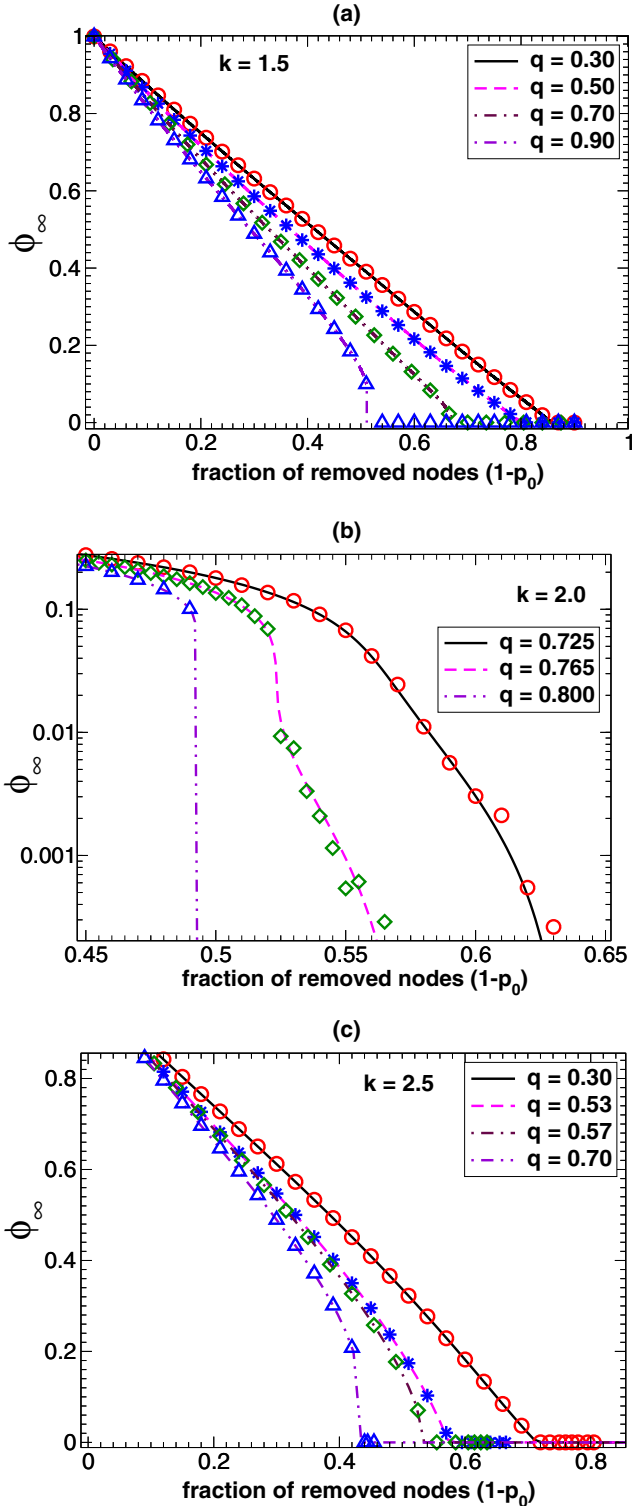 (a)
k = 1.5
q = 0.30
q = 0.50
q = 0.70
q = 0.90
ϕ∞
1
0.8
0.6
0.4
0.2
0
0 0.2 0.4 0.6 0.8 1
fraction of removed nodes (1-p0)
(b)
k = 2.0
q = 0.725
q = 0.765
q = 0.800
ϕ∞
0.1
0.01
0.001
0.45 0.5 0.55 0.6 0.65
fraction of removed nodes (1-p0)
(c)
k = 2.5
q = 0.30
q = 0.53
q = 0.57
q = 0.70
ϕ∞
0.8
0.6
0.4
0.2
0
0 0.2 0.4 0.6 0.8
fraction of removed nodes (1-p0)